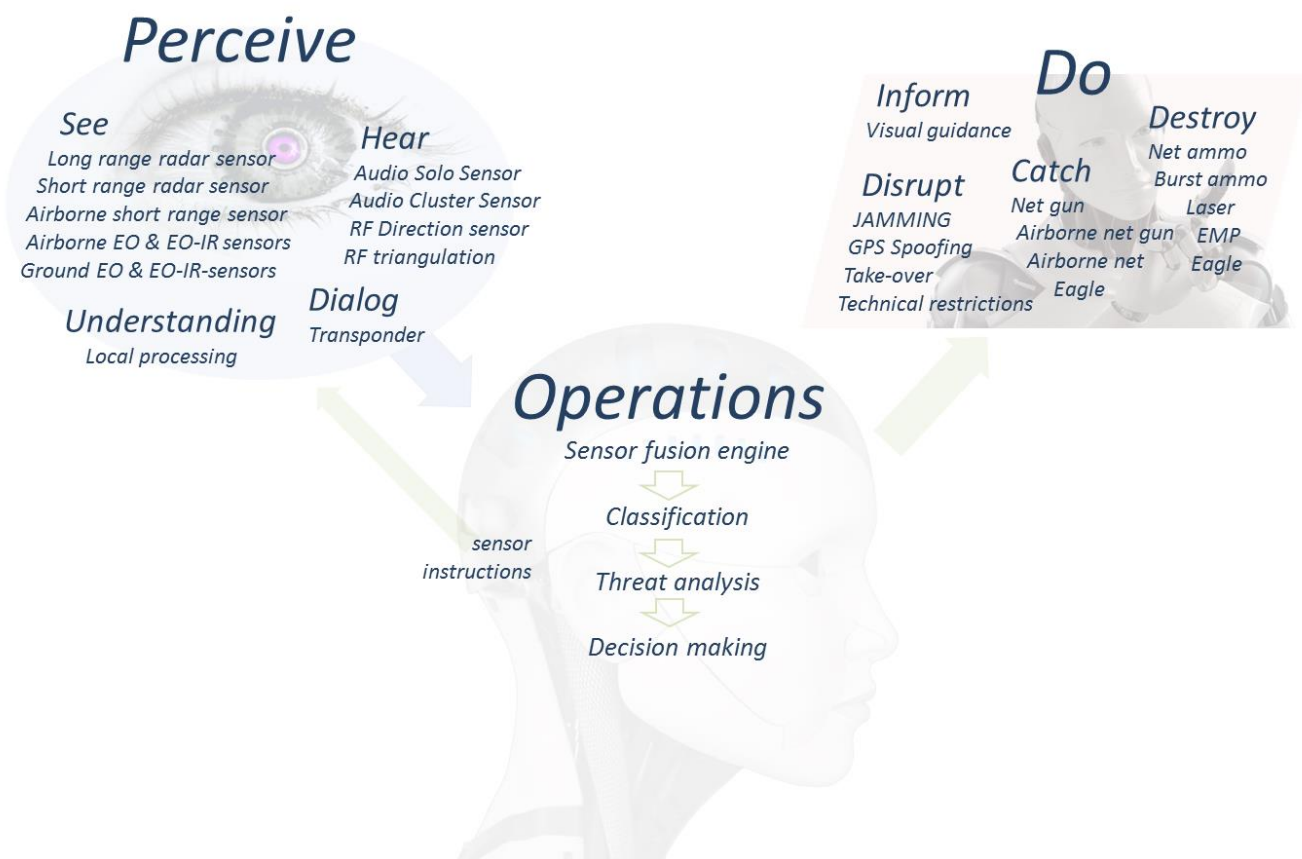 Perceive
See
Long range radar sensor
Short range radar sensor
Airborne short range sensor
Airborne EO & EO-IR sensors
Ground EO & EO-IR-sensors
Hear
Audio Solo Sensor
Audio Cluster Sensor
RF Direction sensor
RF triangulation
Understanding
Local processing
Dialog
Transponder
Do
Inform
Visual guidance
Disrupt
JAMMING
GPS Spoofing
Take-over
Technical restrictions
Catch
Net gun
Airborne net gun
Airborne net
Eagle
Destroy
Net ammo
Burst ammo
Laser
EMP
Eagle
Operations
Sensor fusion engine
Classification
Threat analysis
Decision making
sensor
instructions